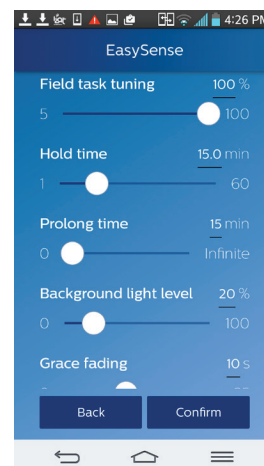 4:26 PM
EasySense
Field task tuning 100 %
5 100
Hold time 15.0 min
1 60
Prolong time 15 min
0 Infinite
Background light level 20 %
0 100
Grace fading 10 s
Back Confirm